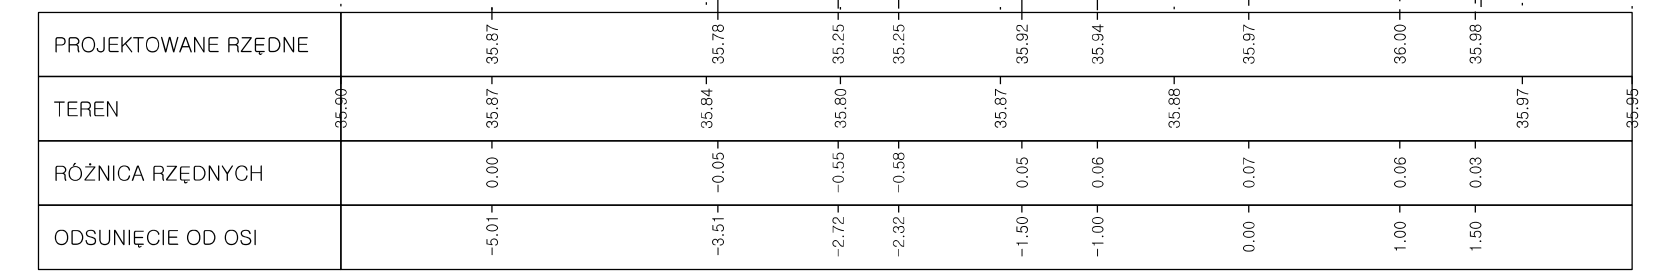 PROJEKTOWANE RZĘDNE 35.87 35.78 35.25 35.25 35.92 35.94 35.97 36.00 35.98
TEREN 35.90 35.87 35.84 35.80 35.87 35.88 35.97 35.95
RÓŻNICA RZĘDNYCH 0.00 -0.05 -0.55 -0.58 0.05 0.06 0.07 0.06 0.03
ODSUNIĘCIE OD OSI -5.01 -3.51 -2.72 -2.32 -1.50 -1.00 0.00 1.00 1.50